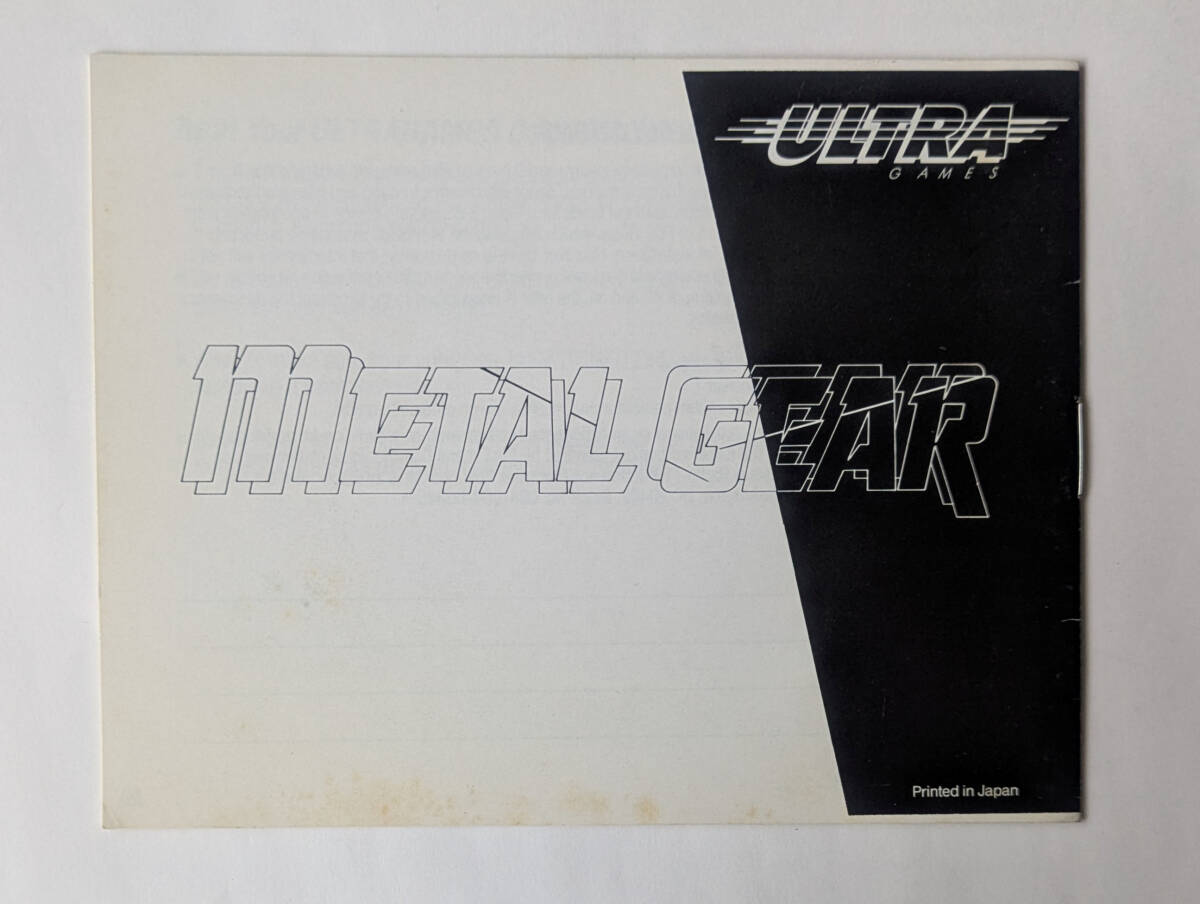 ULTRA
GAMES
METAL GEAR
Printed in Japan